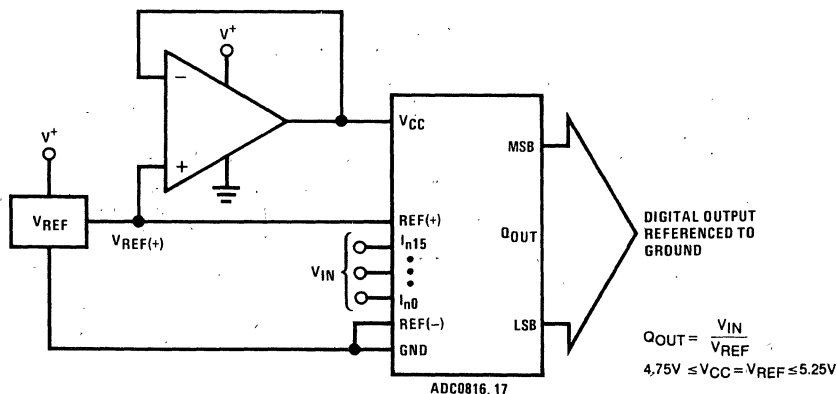 V+
−
V+
+
VCC
MSB
VREF
VREF(+)
REF(+)
In15
VIN
In0
REF(−)
GND
QOUT
LSB
DIGITAL OUTPUT
REFERENCED TO
GROUND
QOUT = VIN / VREF
4.75V ≤ VCC = VREF ≤ 5.25V
ADC0816, 17